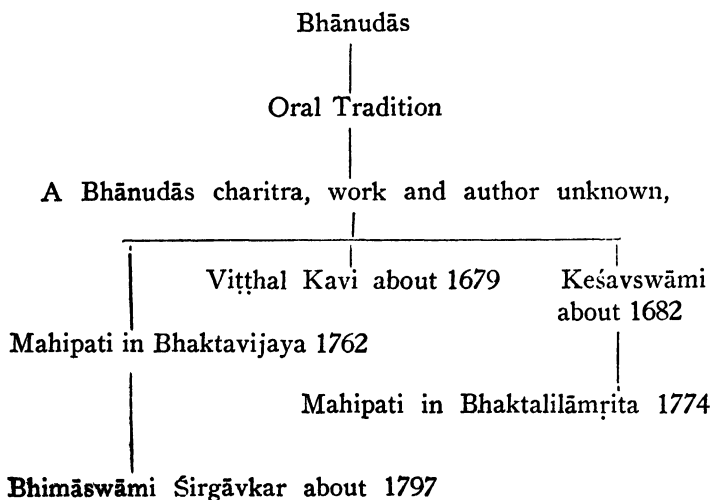 Bhānudās
Oral Tradition
A Bhānudās charitra, work and author unknown,
Viṭṭhal Kavi about 1679
Keśavswāmi
about 1682
Mahipati in Bhaktavijaya 1762
Mahipati in Bhaktalilāmṛita 1774
Bhimāswāmi Śirgāvkar about 1797